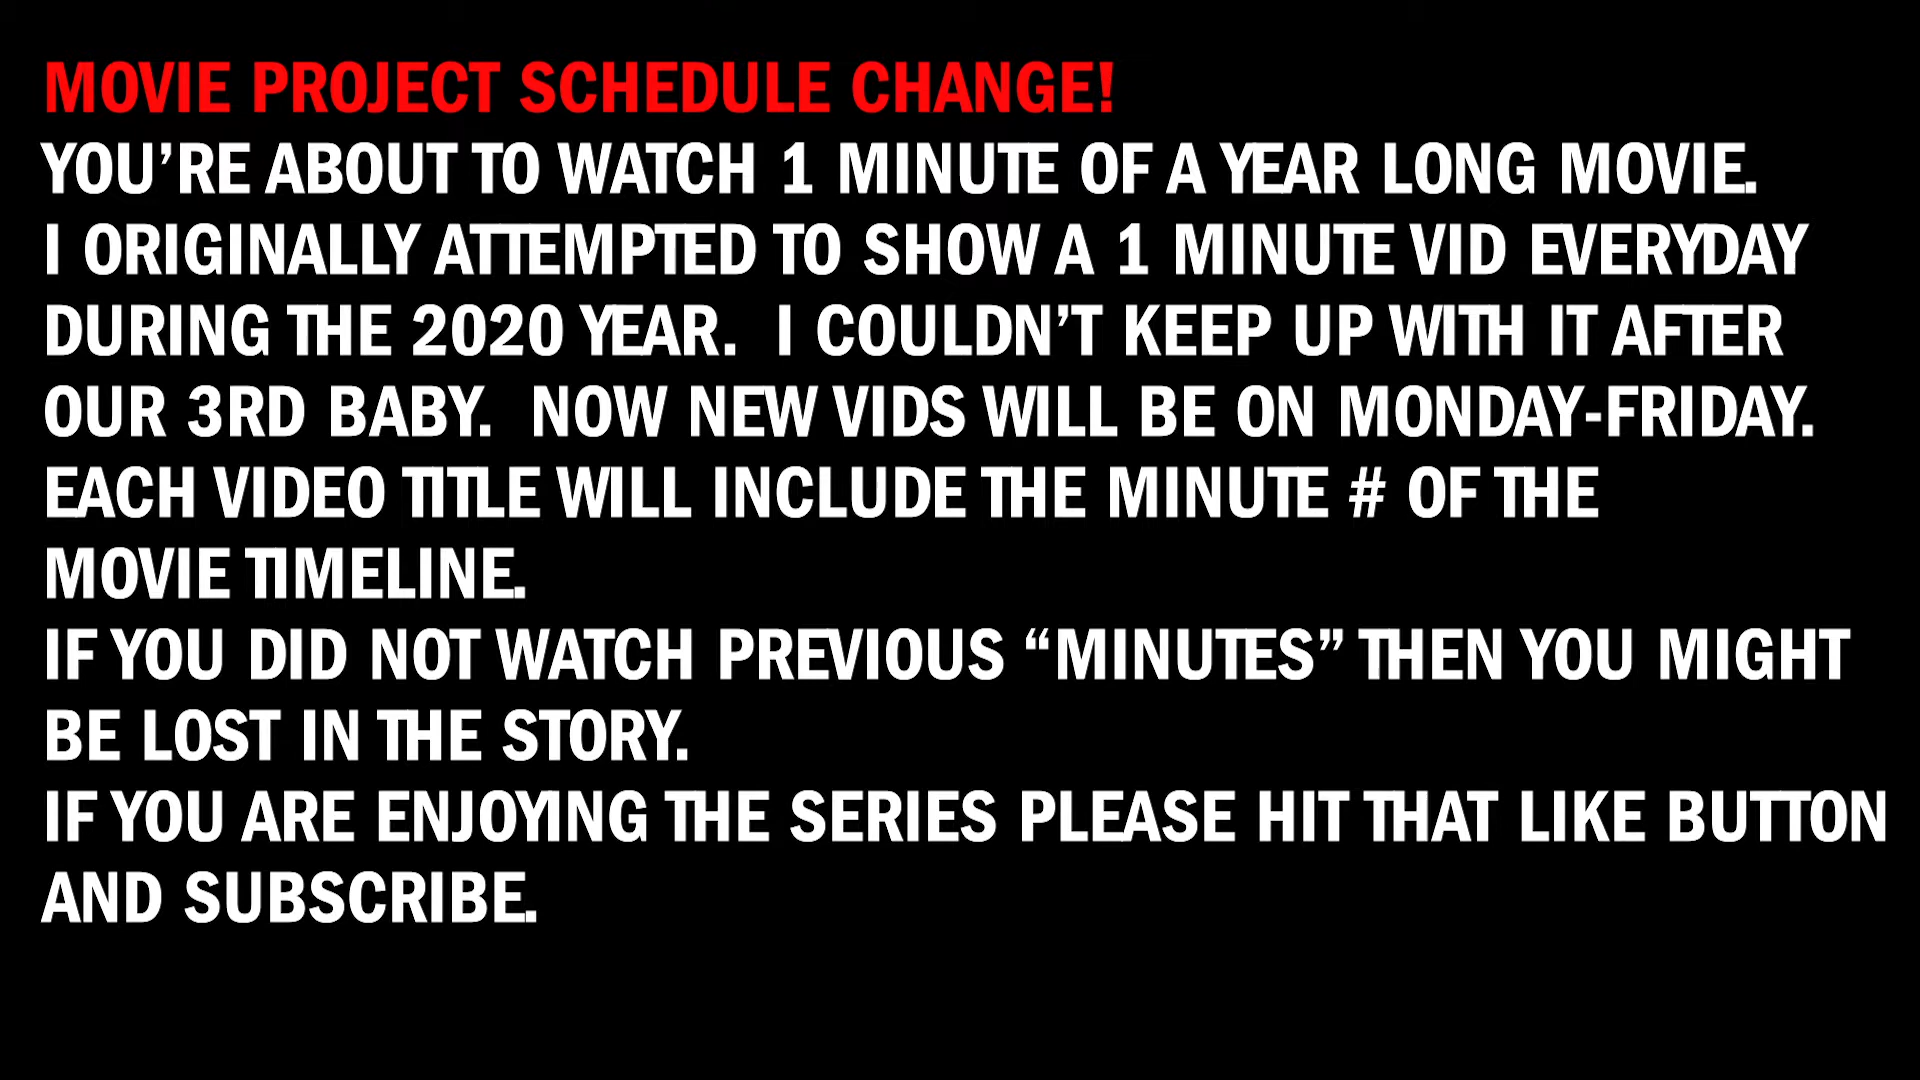 MOVIE PROJECT SCHEDULE CHANGE!
YOU’RE ABOUT TO WATCH 1 MINUTE OF A YEAR LONG MOVIE.
I ORIGINALLY ATTEMPTED TO SHOW A 1 MINUTE VID EVERYDAY
DURING THE 2020 YEAR.  I COULDN’T KEEP UP WITH IT AFTER
OUR 3RD BABY.  NOW NEW VIDS WILL BE ON MONDAY-FRIDAY.
EACH VIDEO TITLE WILL INCLUDE THE MINUTE # OF THE
MOVIE TIMELINE.
IF YOU DID NOT WATCH PREVIOUS “MINUTES” THEN YOU MIGHT
BE LOST IN THE STORY.
IF YOU ARE ENJOYING THE SERIES PLEASE HIT THAT LIKE BUTTON
AND SUBSCRIBE.